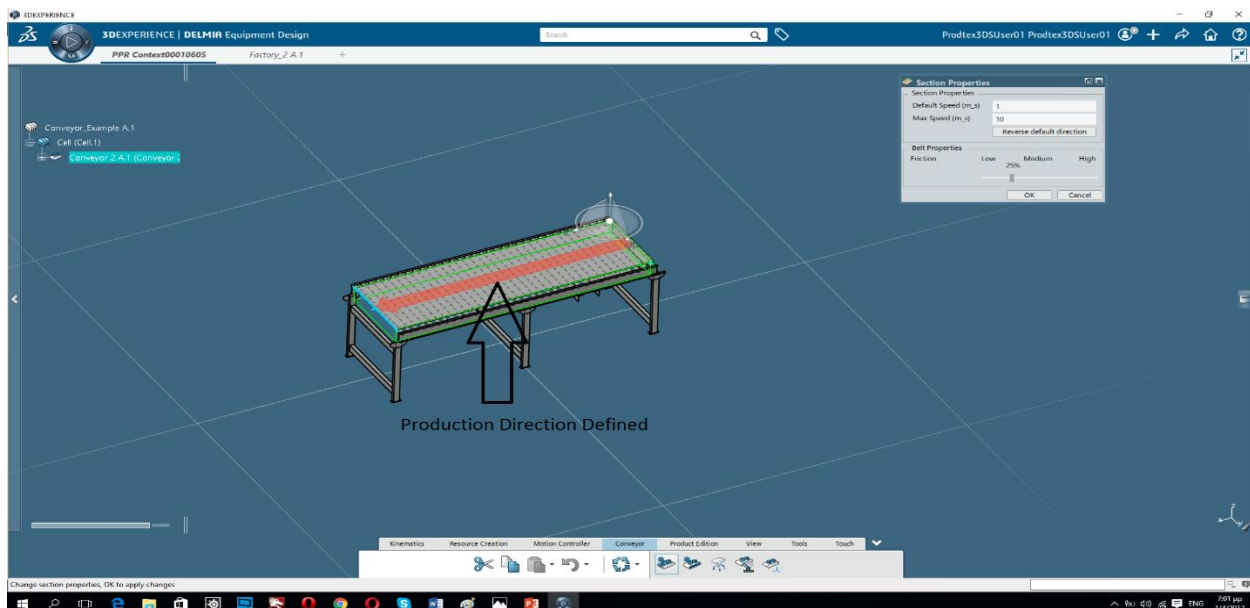 3DEXPERIENCE
3DEXPERIENCE | DELMIA Equipment Design
Search
Prodtex3DSUser01 Prodtex3DSUser01
PPR Context00010605
Factory_2 A.1
Conveyor_Example A.1
Cell (Cell.1)
Conveyor 2 A.1 (Conveyor
Section Properties
Section Properties
Default Speed (m_s) 1
Max Speed (m_s) 10
Reverse default direction
Belt Properties
Friction Low Medium High
25%
OK Cancel
Production Direction Defined
Kinematics Resource Creation Motion Controller Conveyor Product Edition View Tools Touch
Change section properties, OK to apply changes
ENG
7:01 μμ